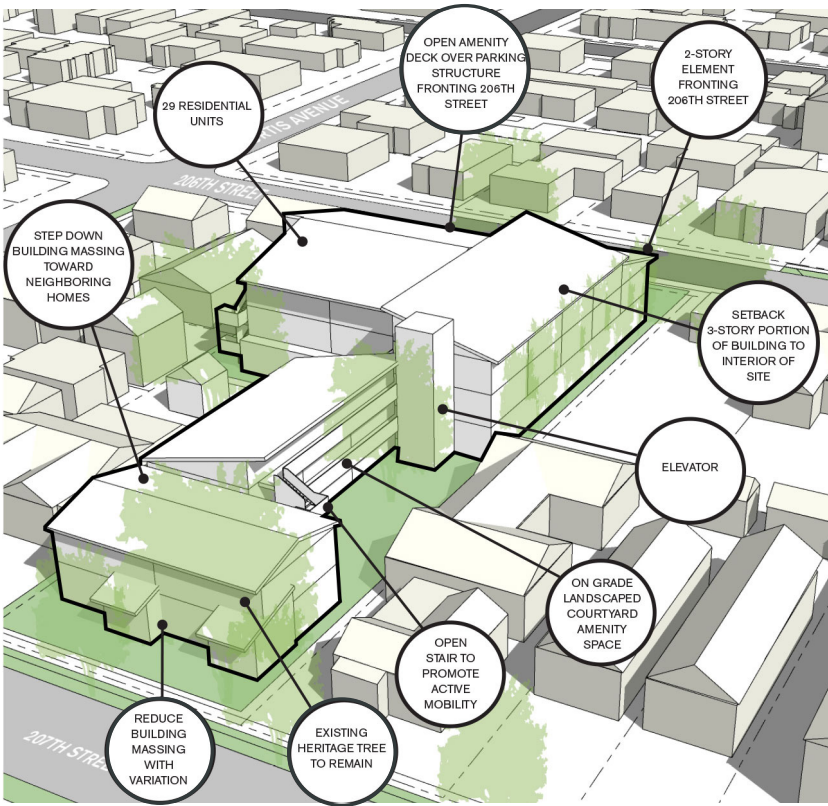 OPEN AMENITY
DECK OVER PARKING
STRUCTURE
FRONTING 206TH
STREET
2-STORY
ELEMENT
FRONTING
206TH STREET
29 RESIDENTIAL
UNITS
206TH STREET
STEP DOWN
BUILDING MASSING
TOWARD
NEIGHBORING
HOMES
SETBACK
3-STORY PORTION
OF BUILDING TO
INTERIOR OF
SITE
ELEVATOR
ON GRADE
LANDSCAPED
COURTYARD
AMENITY
SPACE
OPEN
STAIR TO
PROMOTE
ACTIVE
MOBILITY
REDUCE
BUILDING
MASSING
WITH
VARIATION
EXISTING
HERITAGE TREE
TO REMAIN
207TH STREET
AVENUE